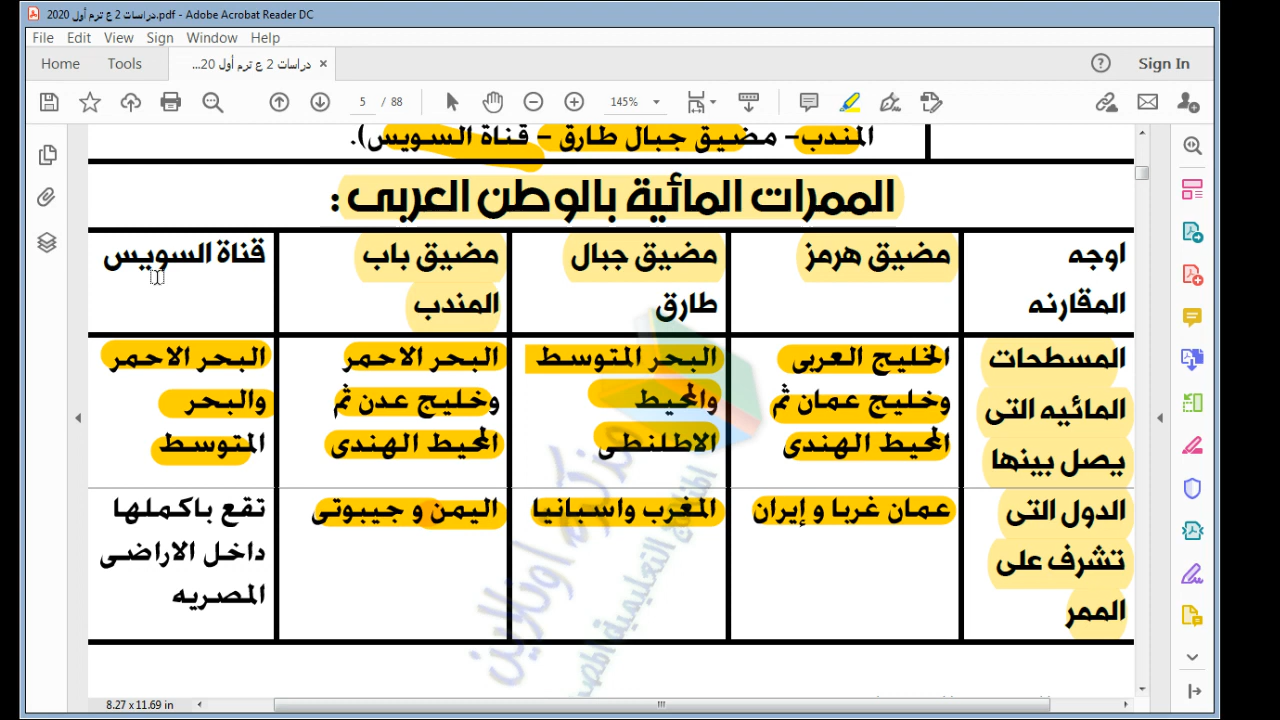 دراسات 2 ع ترم أول 2020.pdf - Adobe Acrobat Reader DC
File Edit View Sign Window Help
Home Tools دراسات 2 ع ترم أول 20... × Sign In
5 / 88 145%
المندب– مضيق جبال طارق – قناة السويس).
الممرات المائية بالوطن العربى :
اوجه المقارنه
مضيق هرمز
مضيق جبال
طارق
مضيق باب
المندب
قناة السويس
المسطحات
المائيه التى
يصل بينها
الخليج العربى
وخليج عمان ثم
المحيط الهندى
البحر المتوسط
والمحيط
الاطلنطى
البحر الاحمر
وخليج عدن ثم
المحيط الهندى
البحر الاحمر
والبحر
المتوسط
الدول التى
تشرف على
الممر
عمان غربا و إيران
المغرب واسبانيا
اليمن و جيبوتى
تقع باكملها
داخل الاراضى
المصريه
مذكرة اونلاين
8.27 x 11.69 in